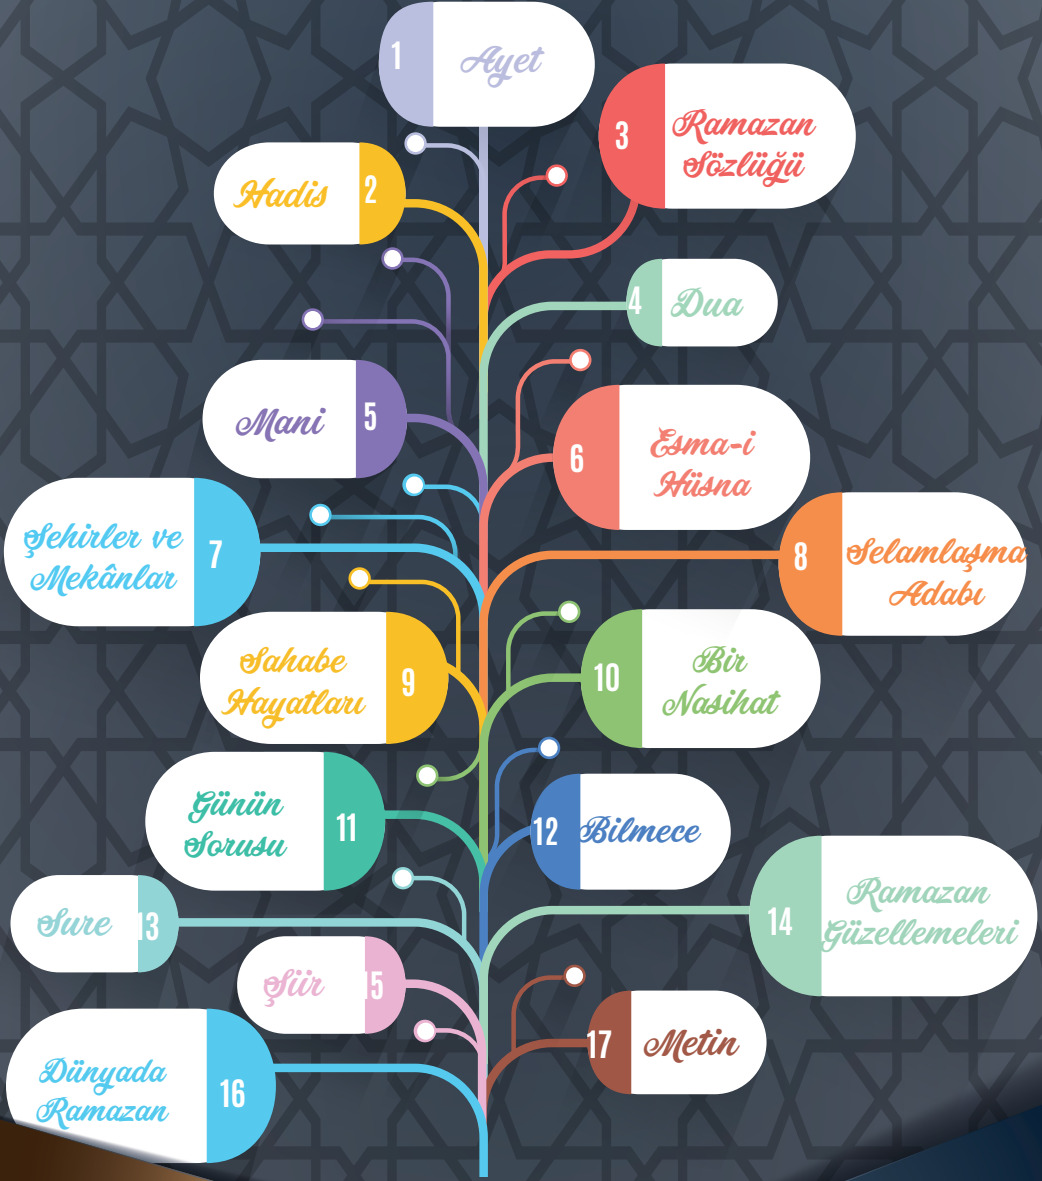 1
Ayet
Hadis
2
3
Ramazan
Sözlüğü
4
Dua
Mani
5
6
Esma-i
Hüsna
Şehirler ve
Mekânlar
7
8
Selamlaşma
Adabı
Sahabe
Hayatları
9
10
Bir
Nasihat
Günün
Sorusu
11
12
Bilmece
Sure
13
14
Ramazan
Güzellemeleri
Şiir
15
Dünyada
Ramazan
16
17
Metin